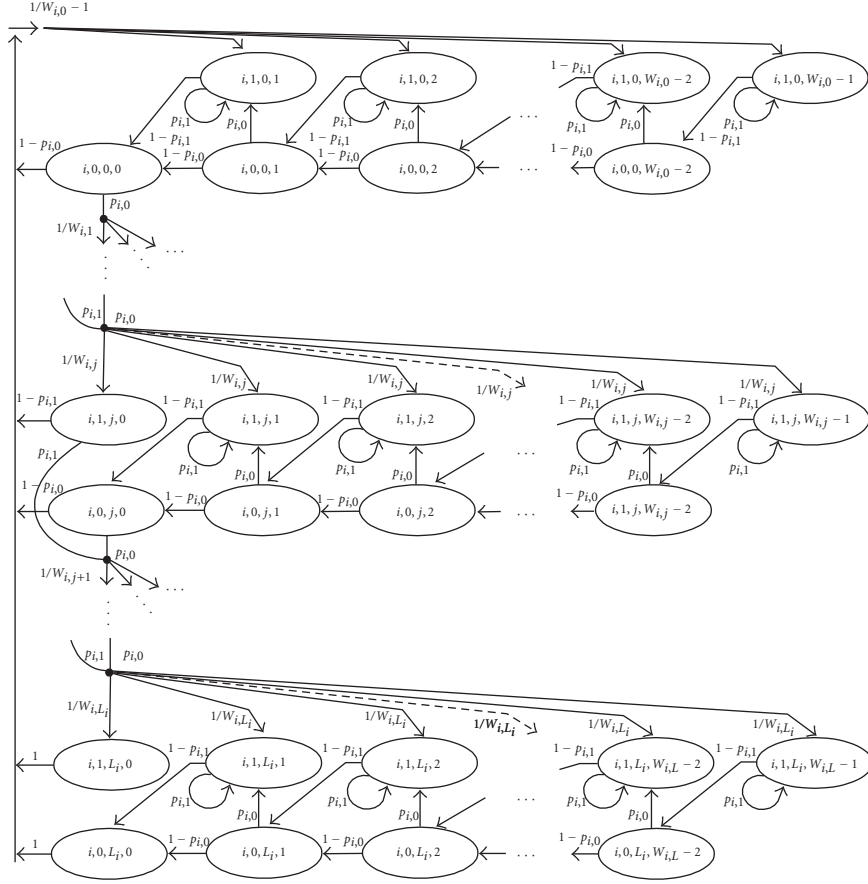 1/W_{i,0} − 1
i, 1, 0, 1
i, 1, 0, 2
1 − p_{i,1}
i, 1, 0, W_{i,0} − 2
i, 1, 0, W_{i,0} − 1
p_{i,1}
p_{i,0}
p_{i,1}
p_{i,0}
...
p_{i,1}
p_{i,0}
p_{i,1}
1 − p_{i,0}
1 − p_{i,1}
1 − p_{i,0}
1 − p_{i,1}
1 − p_{i,0}
1 − p_{i,0}
1 − p_{i,1}
i, 0, 0, 0
i, 0, 0, 1
i, 0, 0, 2
...
i, 0, 0, W_{i,0} − 2
p_{i,0}
1/W_{i,1}
...
p_{i,1}
p_{i,0}
1/W_{i,j}
1/W_{i,j}
1/W_{i,j}
1/W_{i,j}
1/W_{i,j}
1/W_{i,j}
1 − p_{i,1}
1 − p_{i,1}
1 − p_{i,1}
1 − p_{i,1}
1 − p_{i,1}
i, 1, j, 0
i, 1, j, 1
i, 1, j, 2
i, 1, j, W_{i,j} − 2
i, 1, j, W_{i,j} − 1
p_{i,1}
p_{i,1}
p_{i,0}
p_{i,1}
p_{i,0}
...
p_{i,1}
p_{i,0}
p_{i,1}
1 − p_{i,0}
1 − p_{i,0}
1 − p_{i,0}
1 − p_{i,0}
i, 0, j, 0
i, 0, j, 1
i, 0, j, 2
...
i, 1, j, W_{i,j} − 2
p_{i,0}
1/W_{i,j+1}
...
p_{i,1}
p_{i,0}
1/W_{i,L_i}
1/W_{i,L_i}
1/W_{i,L_i}
1/W_{i,L_i}
1/W_{i,L_i}
1/W_{i,L_i}
1
1 − p_{i,1}
1 − p_{i,1}
1 − p_{i,1}
1 − p_{i,1}
i, 1, L_i, 0
i, 1, L_i, 1
i, 1, L_i, 2
i, 1, L_i, W_{i,L} − 2
i, 1, L_i, W_{i,L} − 1
p_{i,1}
p_{i,0}
p_{i,1}
p_{i,0}
...
p_{i,1}
p_{i,0}
p_{i,1}
1
1 − p_{i,0}
1 − p_{i,0}
1 − p_{i,0}
i, 0, L_i, 0
i, 0, L_i, 1
i, 0, L_i, 2
...
i, 0, L_i, W_{i,L} − 2